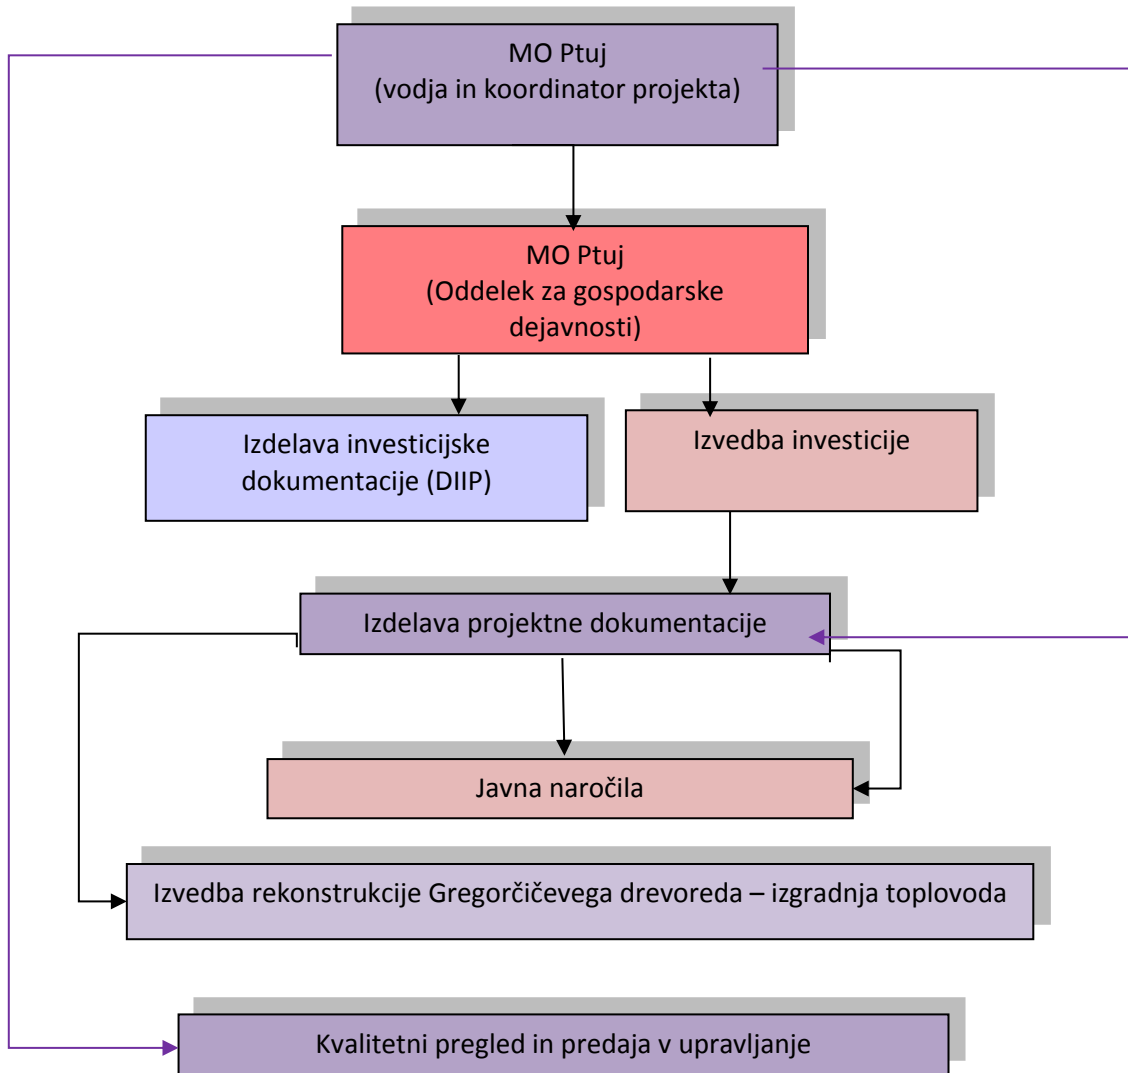 MO Ptuj
(vodja in koordinator projekta)
MO Ptuj
(Oddelek za gospodarske
dejavnosti)
Izdelava investicijske
dokumentacije (DIIP)
Izvedba investicije
Izdelava projektne dokumentacije
Javna naročila
Izvedba rekonstrukcije Gregorčičevega drevoreda – izgradnja toplovoda
Kvalitetni pregled in predaja v upravljanje